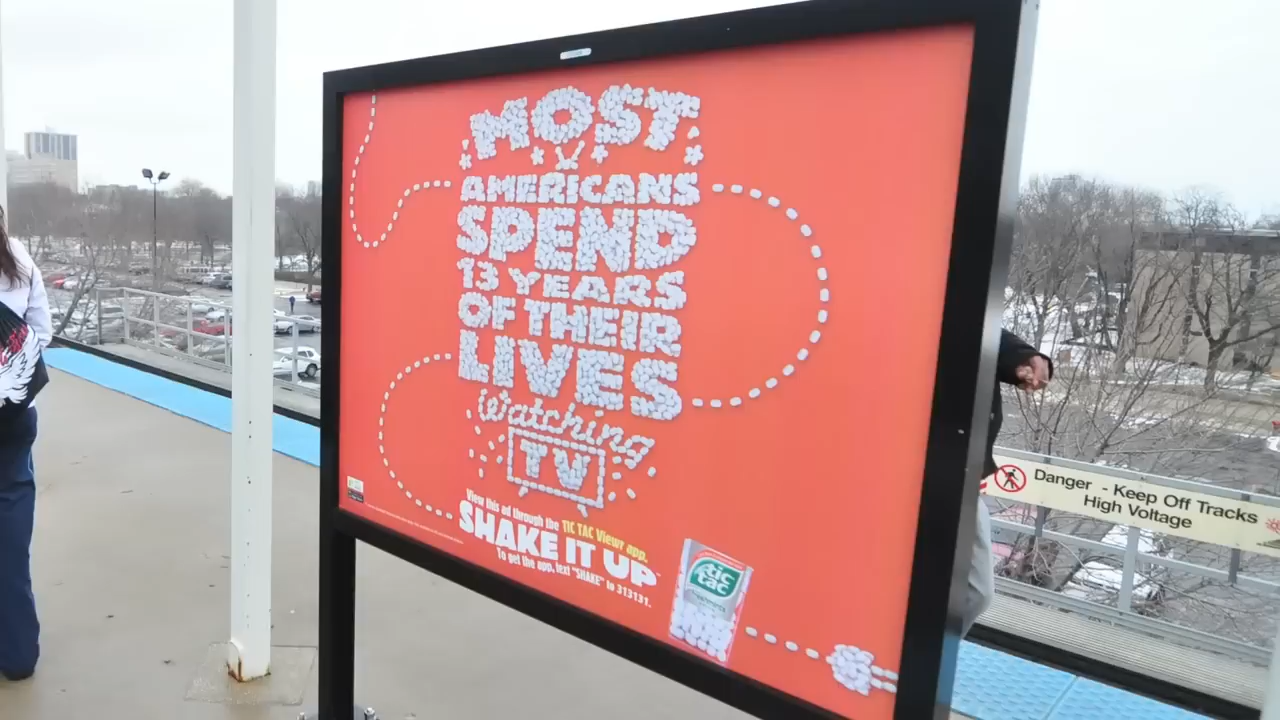 MOST
AMERICANS
SPEND
13 YEARS
OF THEIR
LIVES
Watching
TV
View this ad through the TIC TAC Viewr app.
SHAKE IT UP
To get the app, text "SHAKE" to 313131.
tic
tac
Danger - Keep Off Tracks
High Voltage